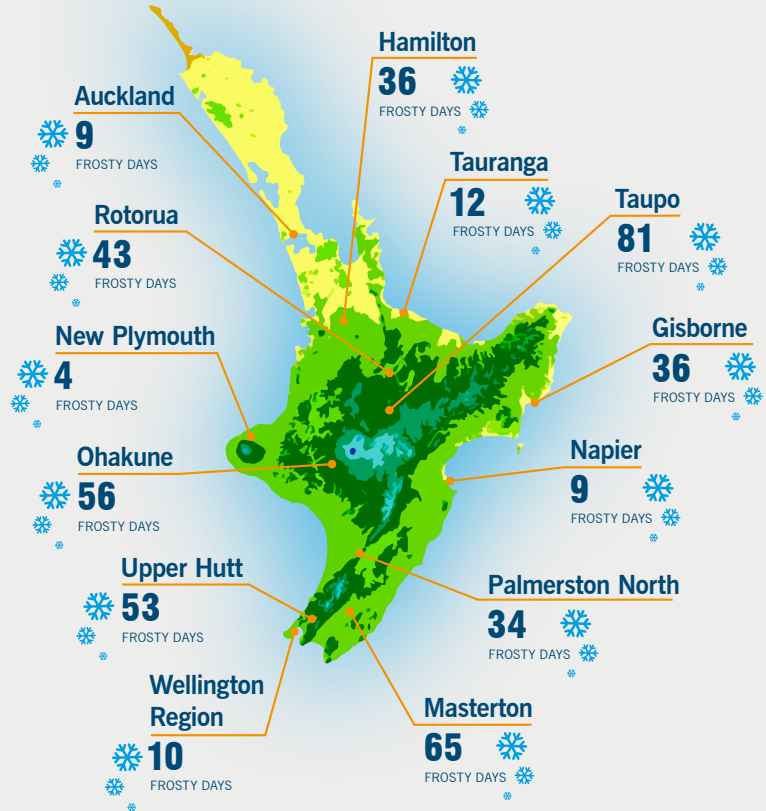 Hamilton
36
FROSTY DAYS
Auckland
9
FROSTY DAYS
Tauranga
12
FROSTY DAYS
Taupo
81
FROSTY DAYS
Rotorua
43
FROSTY DAYS
New Plymouth
4
FROSTY DAYS
Gisborne
36
FROSTY DAYS
Ohakune
56
FROSTY DAYS
Napier
9
FROSTY DAYS
Upper Hutt
53
FROSTY DAYS
Palmerston North
34
FROSTY DAYS
Wellington
Region
10
FROSTY DAYS
Masterton
65
FROSTY DAYS